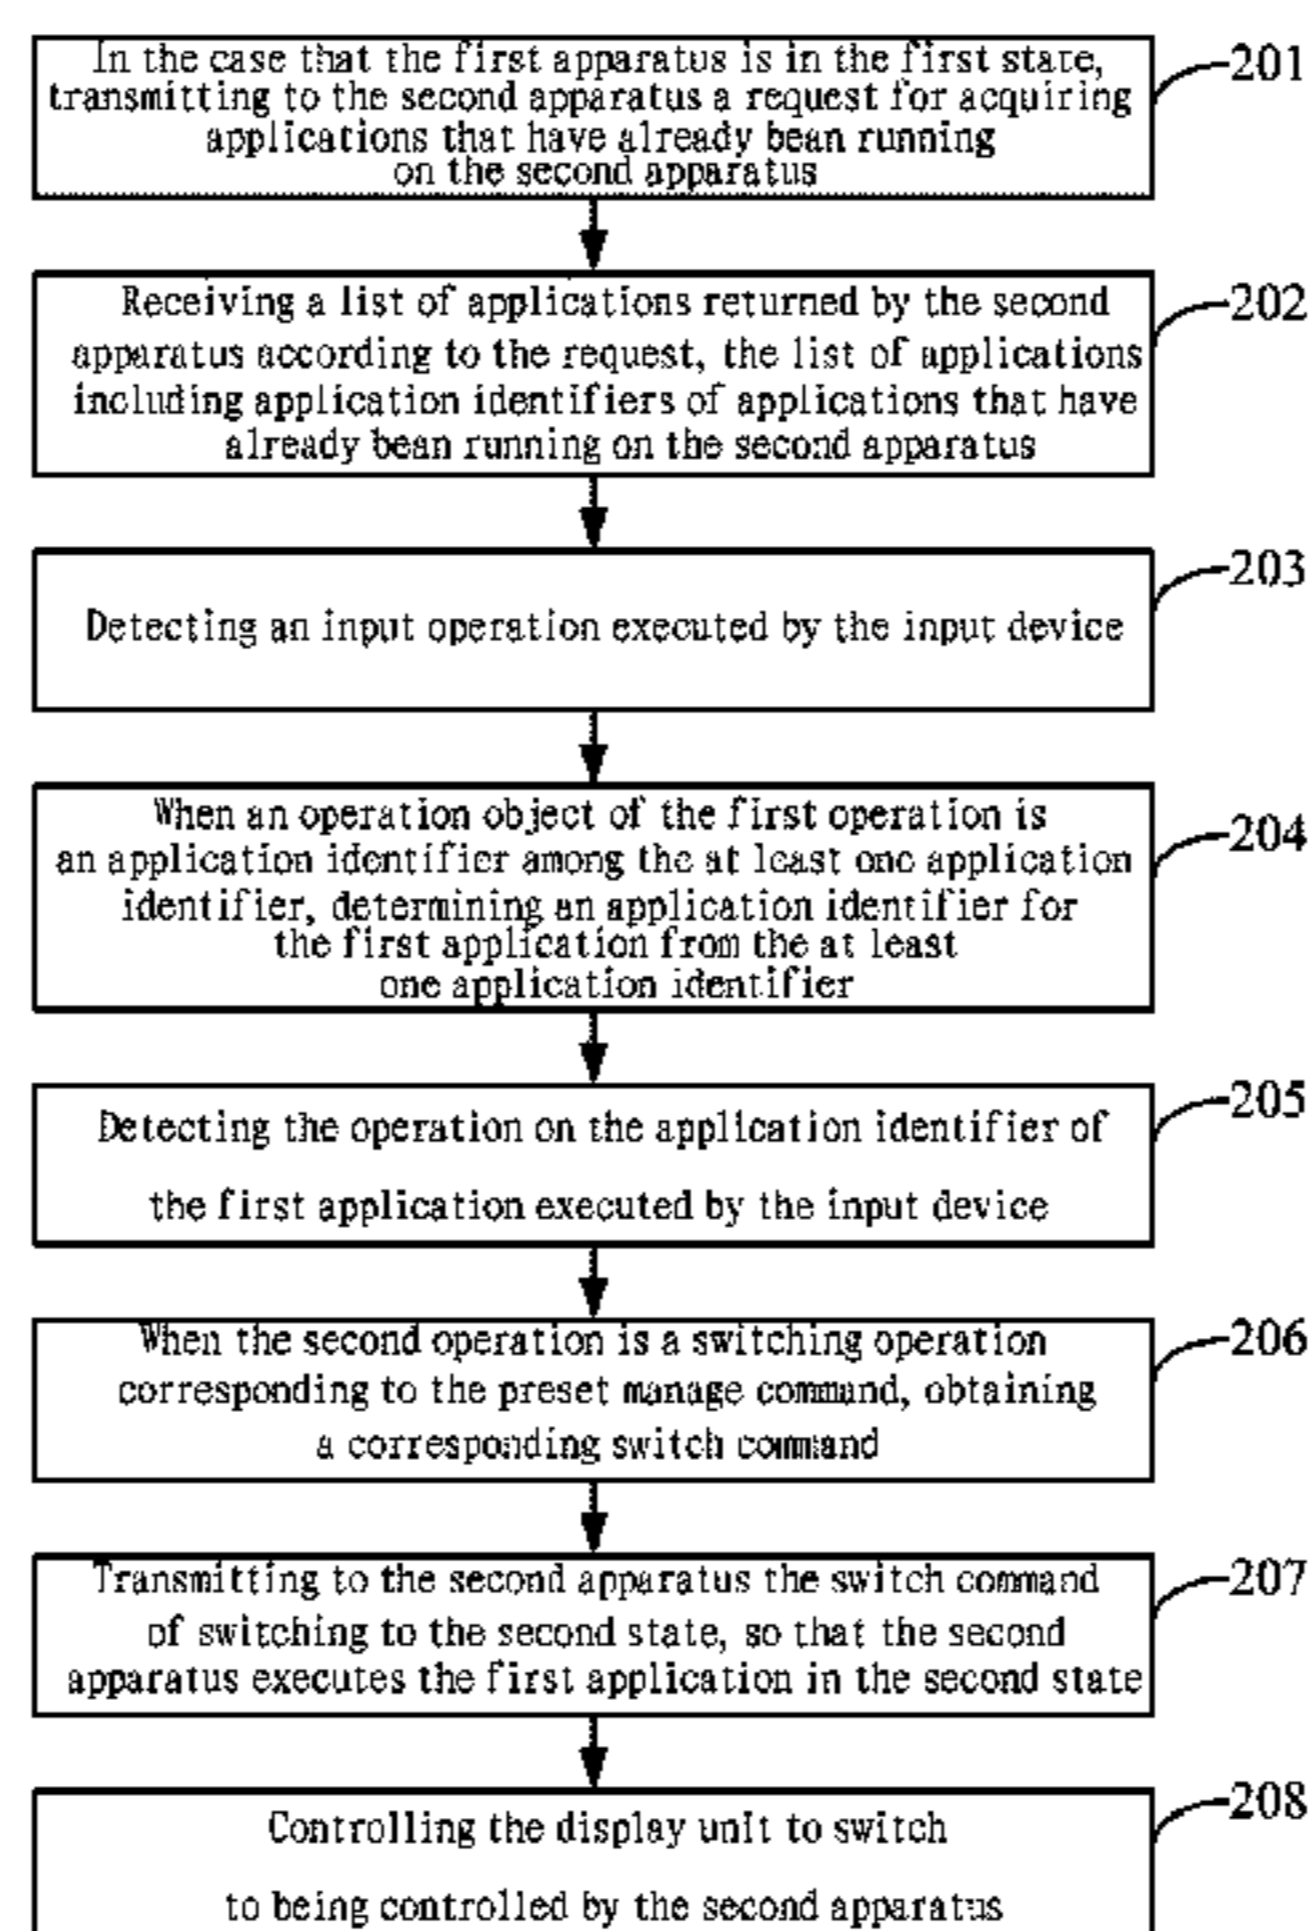 In the case that the first apparatus is in the first state,
transmitting to the second apparatus a request for acquiring
applications that have already bean running
on the second apparatus
201
Receiving a list of applications returned by the second
apparatus according to the request, the list of applications
including application identifiers of applications that have
already bean running on the second apparatus
202
Detecting an input operation executed by the input device
203
When an operation object of the first operation is
an application identifier among the at least one application
identifier, determining an application identifier for
the first application from the at least
one application identifier
204
Detecting the operation on the application identifier of
the first application executed by the input device
205
When the second operation is a switching operation
corresponding to the preset manage command, obtaining
a corresponding switch command
206
Transmitting to the second apparatus the switch command
of switching to the second state, so that the second
apparatus executes the first application in the second state
207
Controlling the display unit to switch
to being controlled by the second apparatus
208